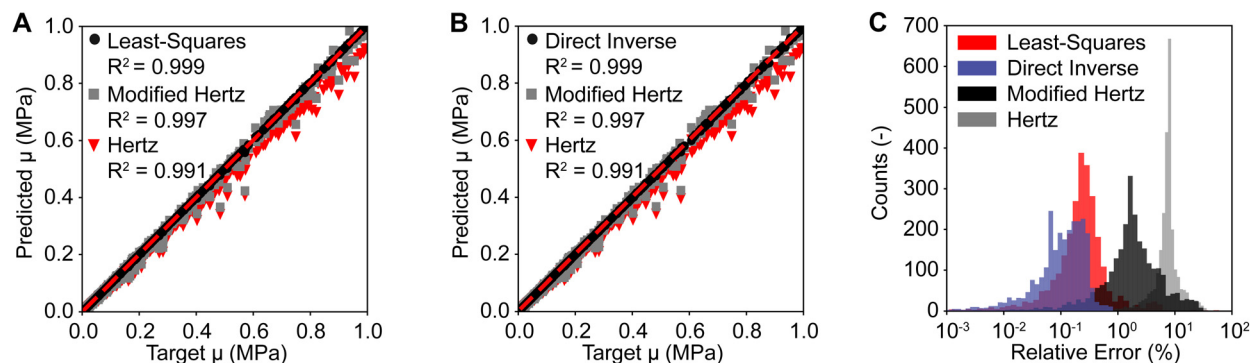 A
1.0
0.8
0.6
0.4
0.2
0.0
Predicted μ (MPa)
Least-Squares
R² = 0.999
Modified Hertz
R² = 0.997
Hertz
R² = 0.991
0.0 0.2 0.4 0.6 0.8 1.0
Target μ (MPa)
B
1.0
0.8
0.6
0.4
0.2
0.0
Predicted μ (MPa)
Direct Inverse
R² = 0.999
Modified Hertz
R² = 0.997
Hertz
R² = 0.991
0.0 0.2 0.4 0.6 0.8 1.0
Target μ (MPa)
C
700
600
500
400
300
200
100
0
Counts (-)
Least-Squares
Direct Inverse
Modified Hertz
Hertz
10⁻³ 10⁻² 10⁻¹ 10⁰ 10¹ 10²
Relative Error (%)